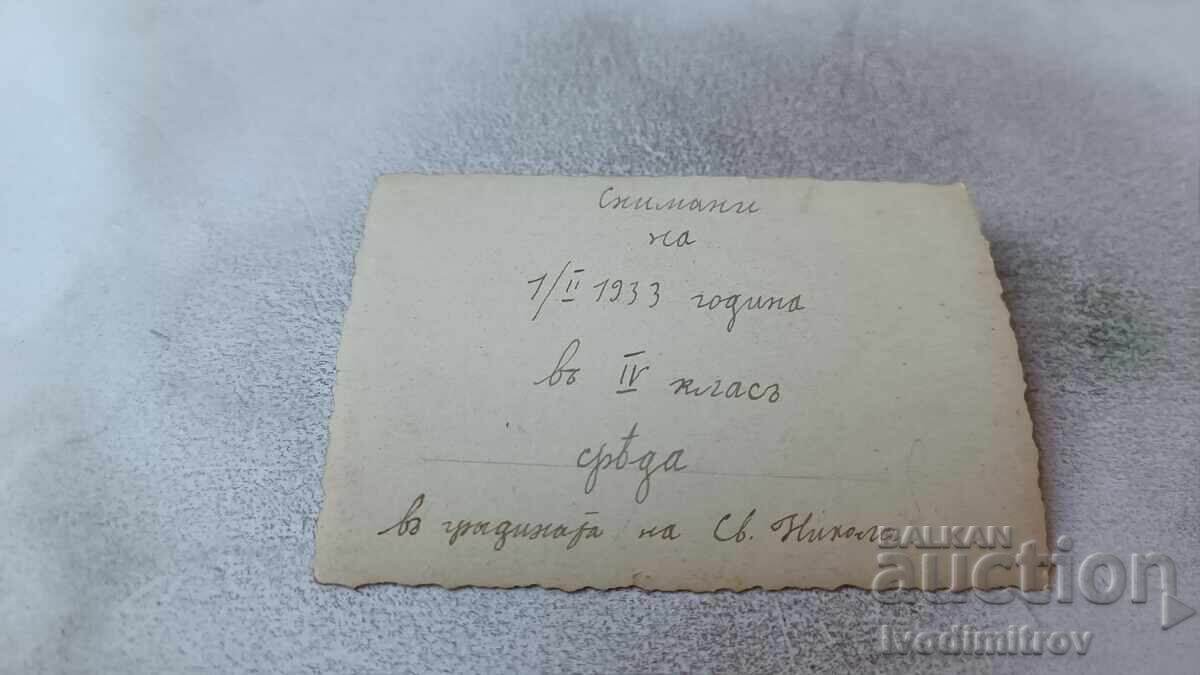 Снимани
на
1/II 1933 година
въ IV класъ
срѣда
въ градината на Св. Никола
BALKAN
auction
ivodimitrov